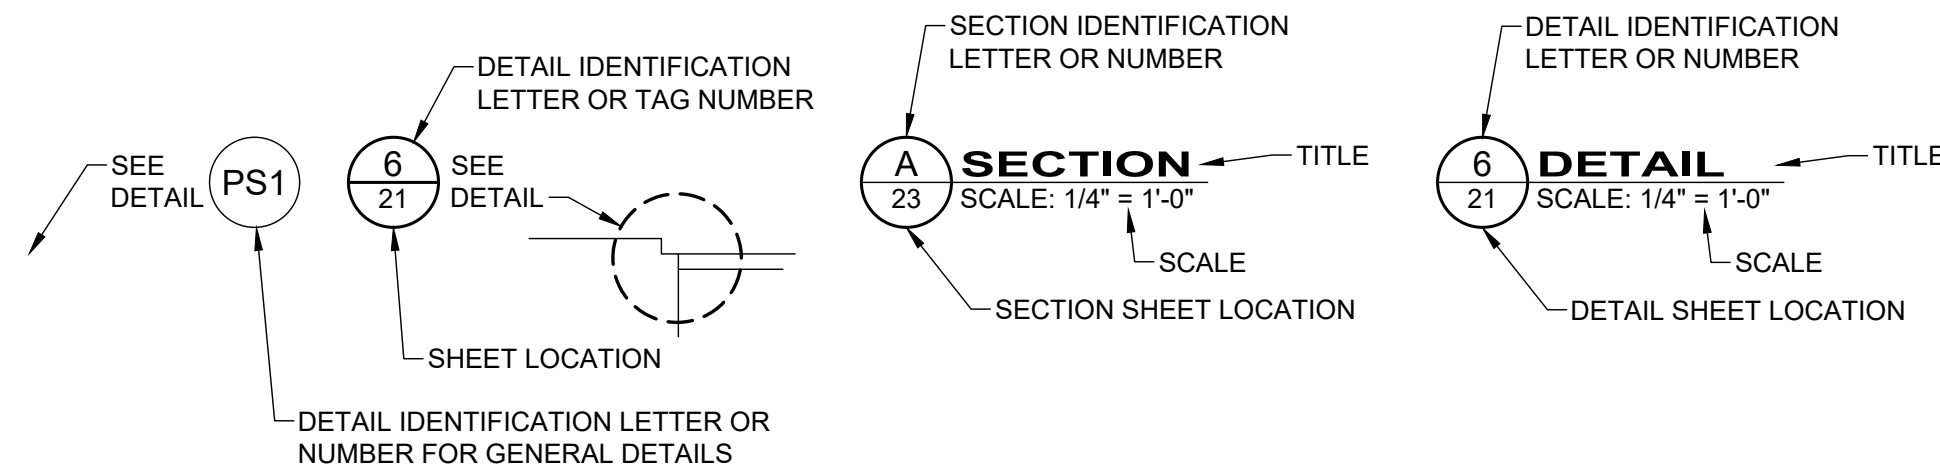 SEE
DETAIL
PS1
DETAIL IDENTIFICATION LETTER OR
NUMBER FOR GENERAL DETAILS
DETAIL IDENTIFICATION
LETTER OR TAG NUMBER
6
21
SEE
DETAIL
SHEET LOCATION
SECTION IDENTIFICATION
LETTER OR NUMBER
A
23
SECTION
SCALE: 1/4" = 1'-0"
TITLE
SCALE
SECTION SHEET LOCATION
DETAIL IDENTIFICATION
LETTER OR NUMBER
6
21
DETAIL
SCALE: 1/4" = 1'-0"
TITLE
SCALE
DETAIL SHEET LOCATION